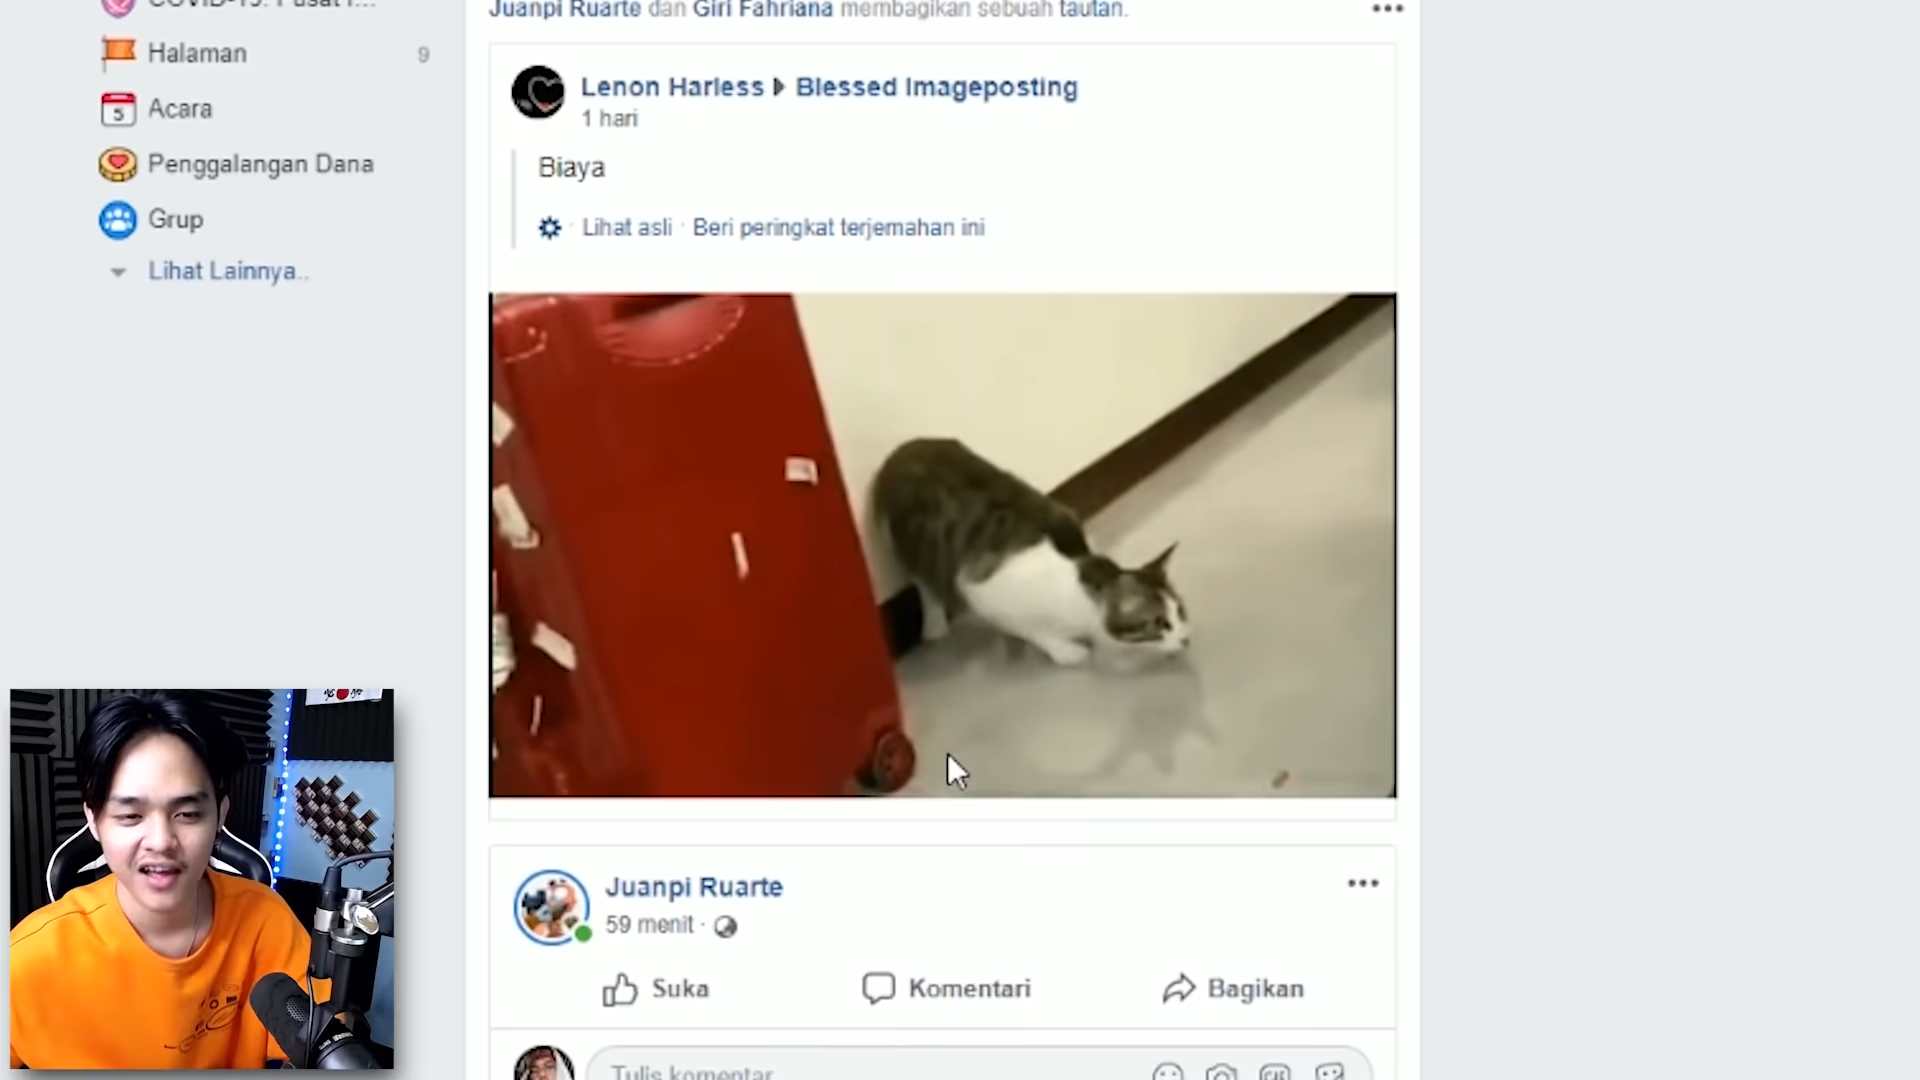 Juanpi Ruarte dan Giri Fahriana membagikan sebuah tautan.
Halaman 9
Acara
Penggalangan Dana
Grup
Lihat Lainnya..
Lenon Harless Blessed Imageposting
1 hari
Biaya
Lihat asli · Beri peringkat terjemahan ini
Juanpi Ruarte
59 menit ·
Suka Komentari Bagikan
Tulis komentar